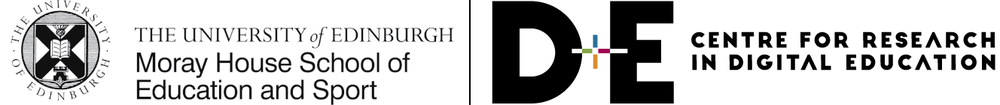 THE UNIVERSITY OF EDINBURGH
THE UNIVERSITY of EDINBURGH
Moray House School of
Education and Sport
D+E
CENTRE FOR RESEARCH
IN DIGITAL EDUCATION